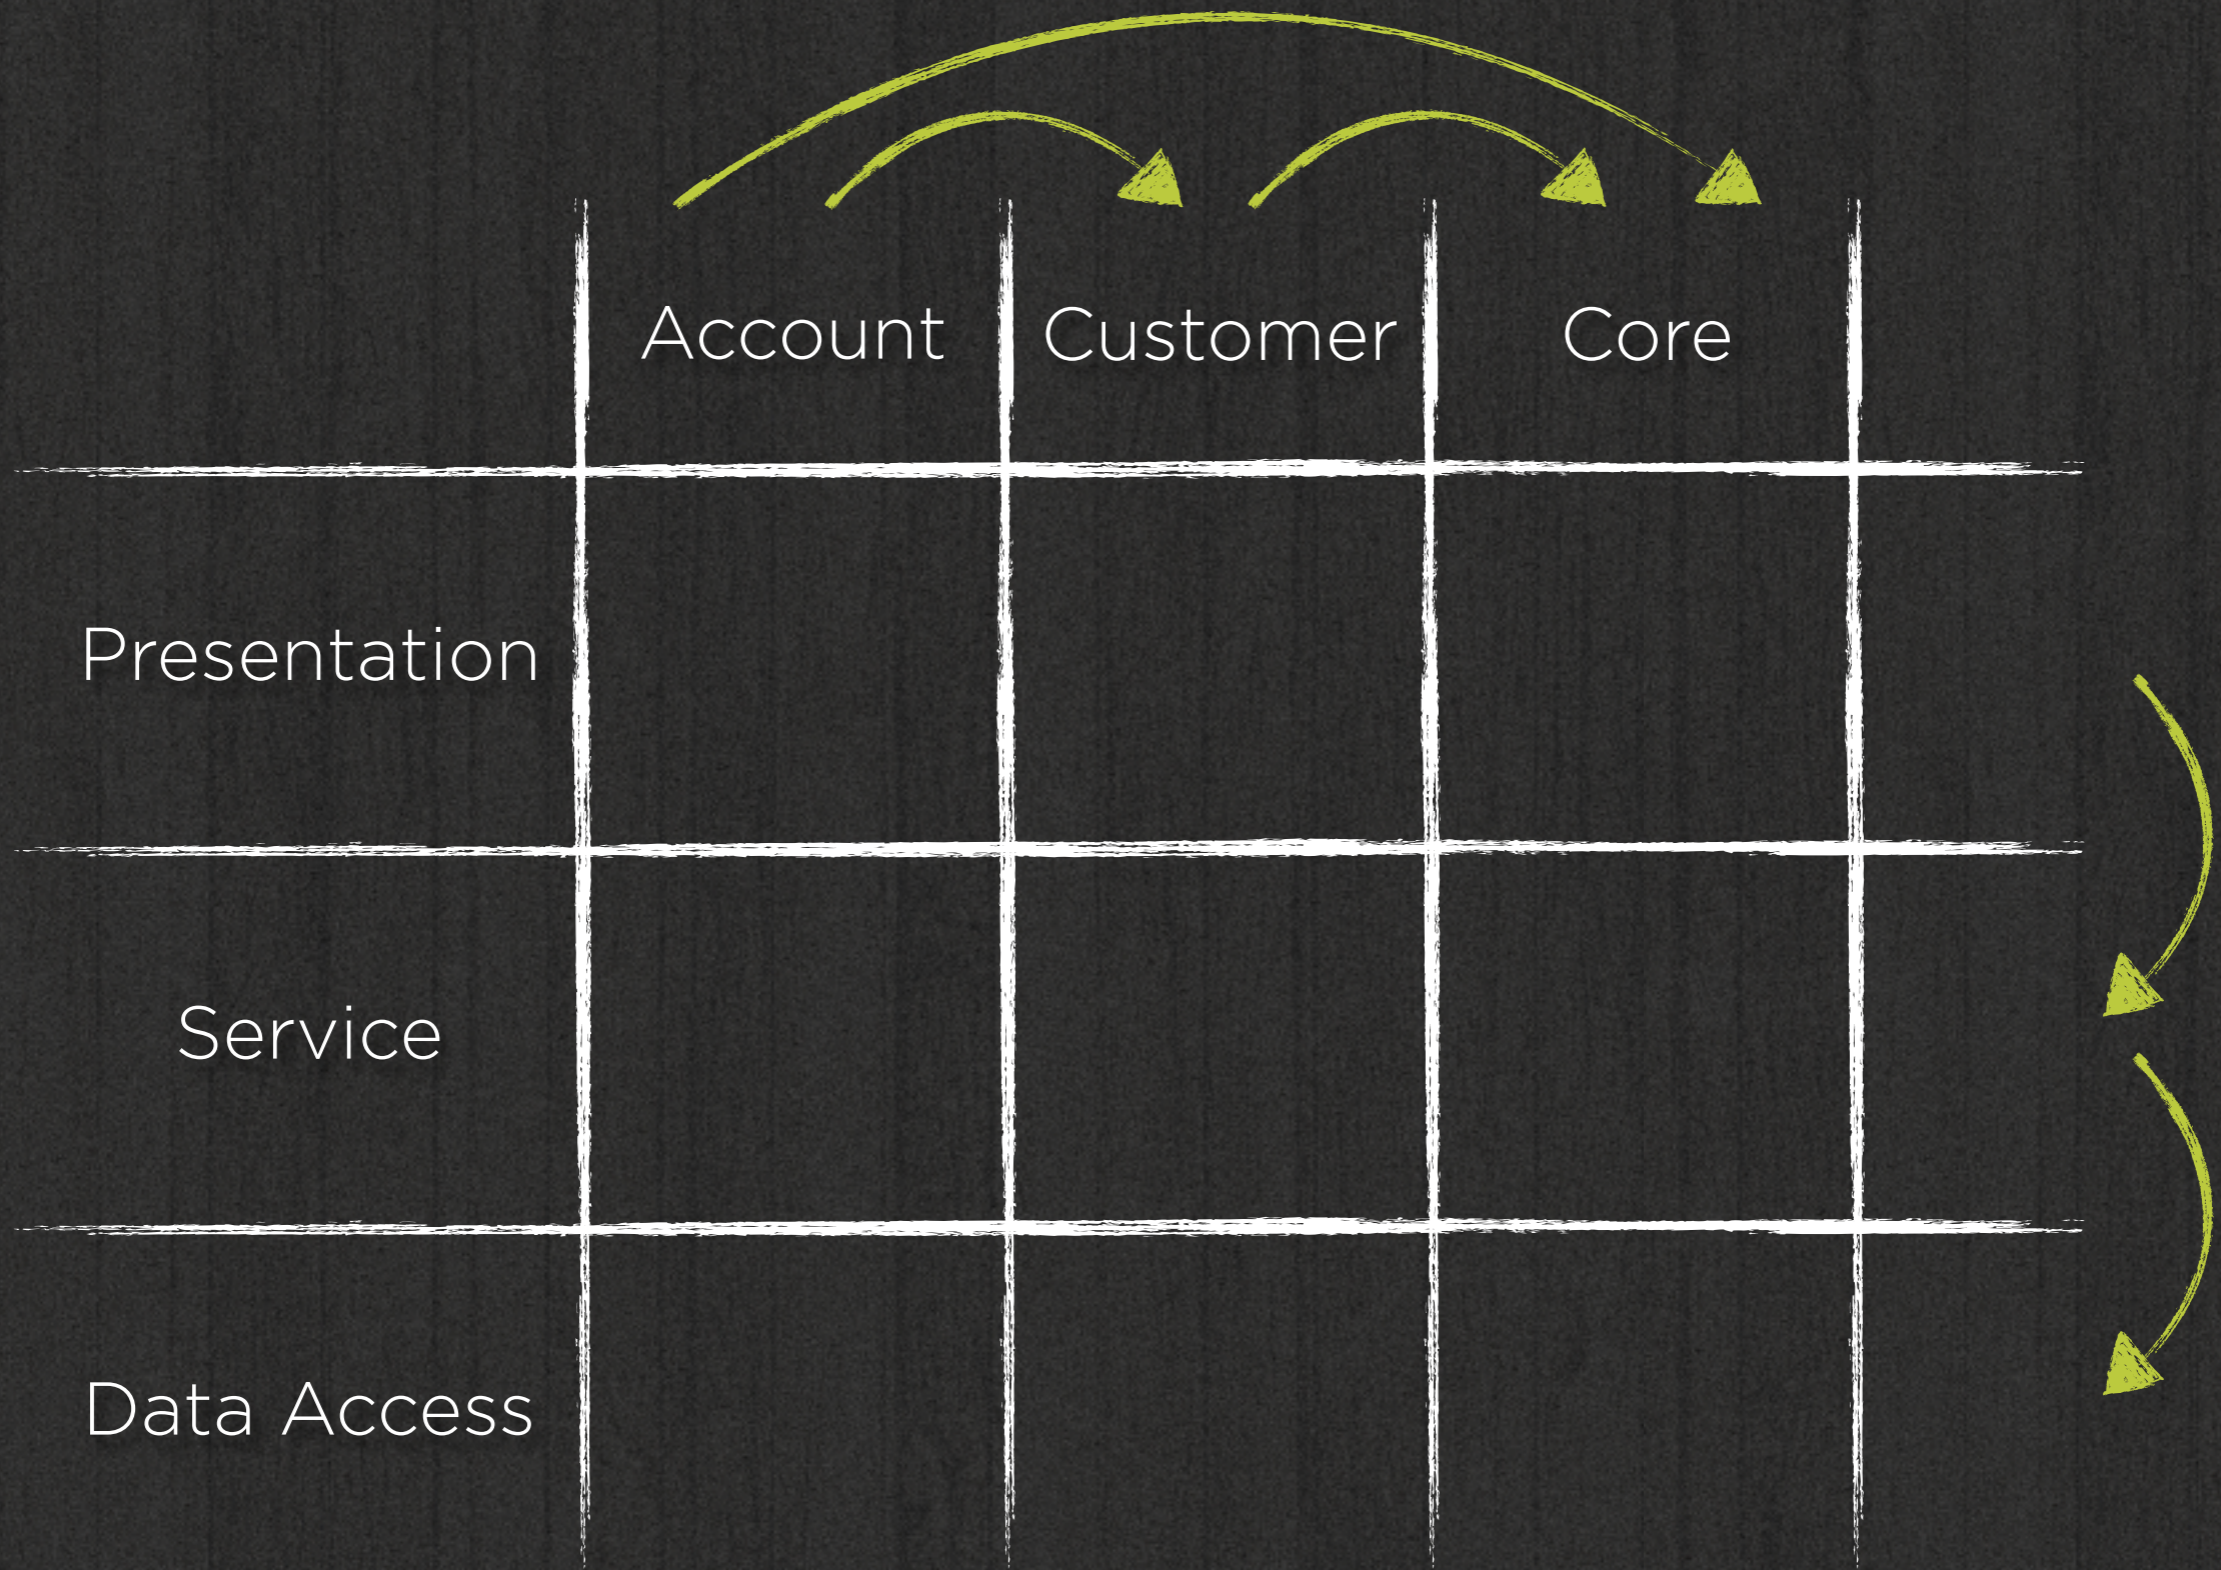 Account Customer Core
Presentation
Service
Data Access